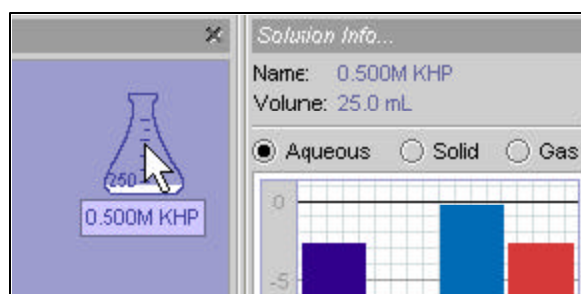 Solution Info...
Name: 0.500M KHP
Volume: 25.0 mL
Aqueous Solid Gas
250
0.500M KHP
0
-5